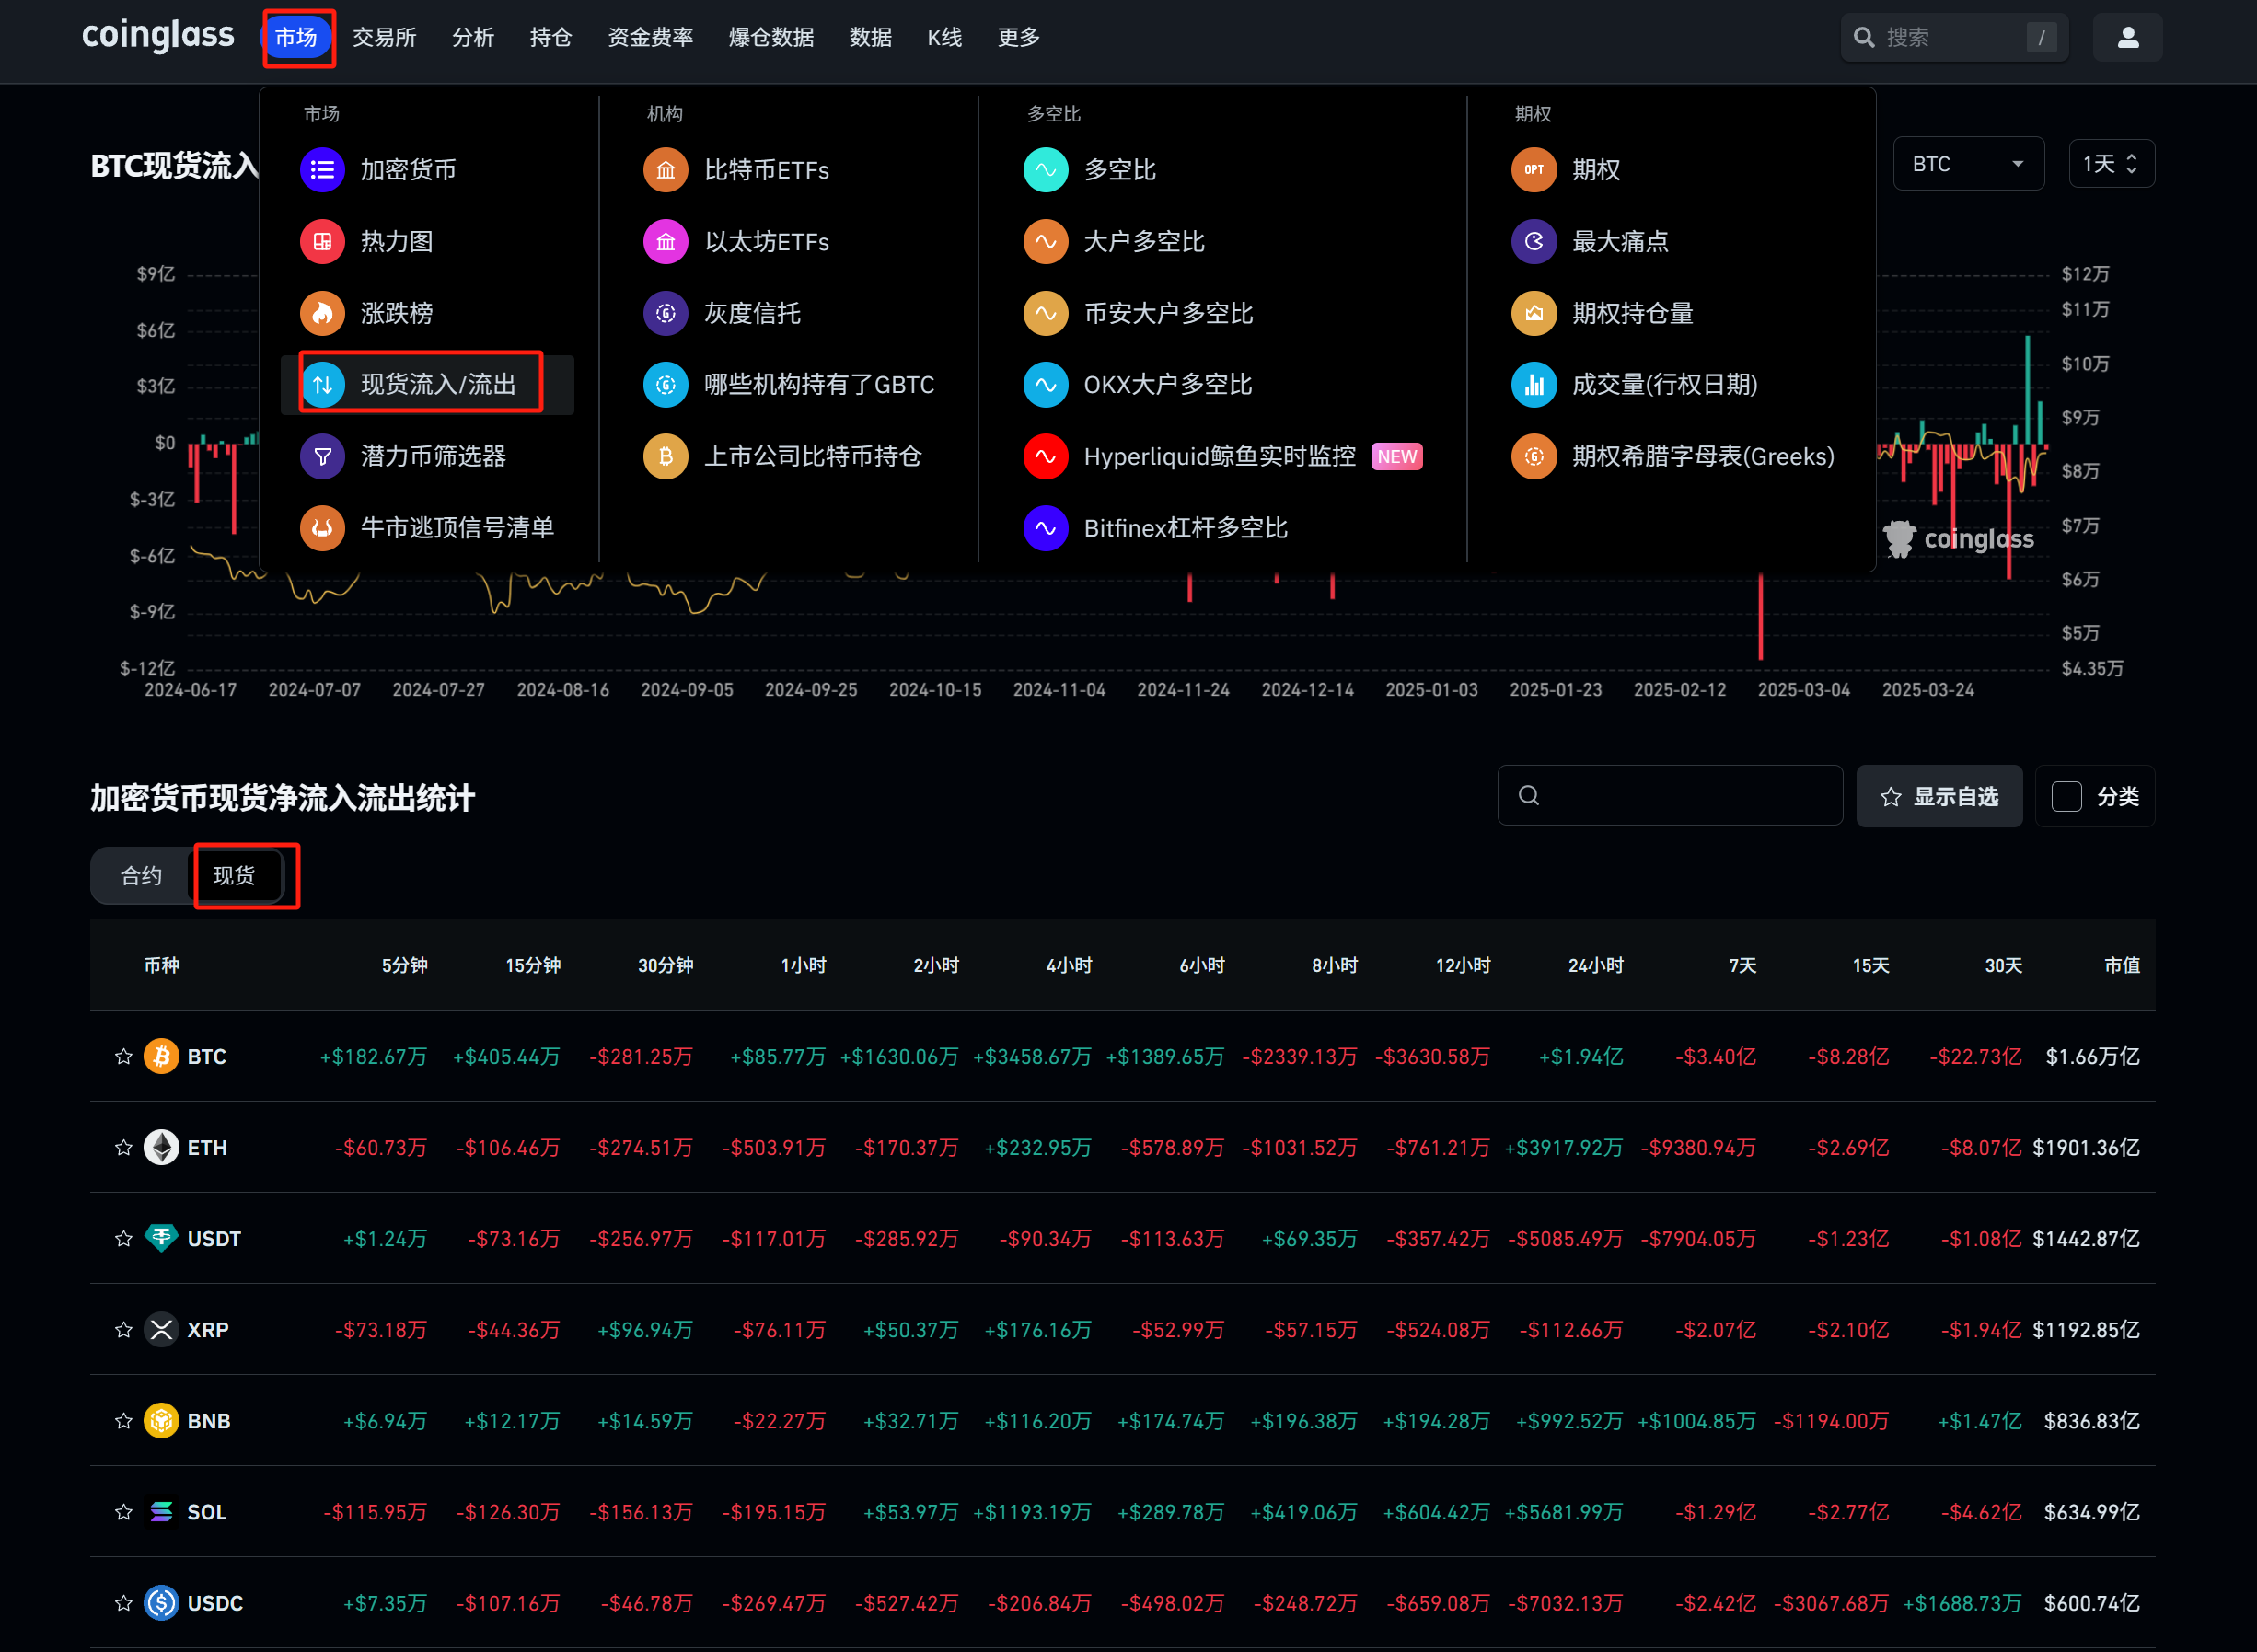 coinglass 市场 交易所 分析 持仓 资金费率 爆仓数据 数据 K线 更多 搜索 /
市场 机构 多空比 期权
BTC现货流入 BTC 1天
加密货币 比特币ETFs 多空比 期权
热力图 以太坊ETFs 大户多空比 最大痛点
涨跌榜 灰度信托 币安大户多空比 期权持仓量
现货流入/流出 哪些机构持有了GBTC OKX大户多空比 成交量(行权日期)
潜力币筛选器 上市公司比特币持仓 Hyperliquid鲸鱼实时监控 NEW 期权希腊字母表(Greeks)
牛市逃顶信号清单 Bitfinex杠杆多空比
$9亿
$6亿
$3亿
$0
$-3亿
$-6亿
$-9亿
$-12亿
$12万
$11万
$10万
$9万
$8万
$7万
$6万
$5万
$4.35万
coinglass
2024-06-17 2024-07-07 2024-07-27 2024-08-16 2024-09-05 2024-09-25 2024-10-15 2024-11-04 2024-11-24 2024-12-14 2025-01-03 2025-01-23 2025-02-12 2025-03-04 2025-03-24
加密货币现货净流入流出统计 显示自选 分类
合约 现货
币种 5分钟 15分钟 30分钟 1小时 2小时 4小时 6小时 8小时 12小时 24小时 7天 15天 30天 市值
BTC +$182.67万 +$405.44万 -$281.25万 +$85.77万 +$1630.06万 +$3458.67万 +$1389.65万 -$2339.13万 -$3630.58万 +$1.94亿 -$3.40亿 -$8.28亿 -$22.73亿 $1.66万亿
ETH -$60.73万 -$106.46万 -$274.51万 -$503.91万 -$170.37万 +$232.95万 -$578.89万 -$1031.52万 -$761.21万 +$3917.92万 -$9380.94万 -$2.69亿 -$8.07亿 $1901.36亿
USDT +$1.24万 -$73.16万 -$256.97万 -$117.01万 -$285.92万 -$90.34万 -$113.63万 +$69.35万 -$357.42万 -$5085.49万 -$7904.05万 -$1.23亿 -$1.08亿 $1442.87亿
XRP -$73.18万 -$44.36万 +$96.94万 -$76.11万 +$50.37万 +$176.16万 -$52.99万 -$57.15万 -$524.08万 -$112.66万 -$2.07亿 -$2.10亿 -$1.94亿 $1192.85亿
BNB +$6.94万 +$12.17万 +$14.59万 -$22.27万 +$32.71万 +$116.20万 +$174.74万 +$196.38万 +$194.28万 +$992.52万 +$1004.85万 -$1194.00万 +$1.47亿 $836.83亿
SOL -$115.95万 -$126.30万 -$156.13万 -$195.15万 +$53.97万 +$1193.19万 +$289.78万 +$419.06万 +$604.42万 +$5681.99万 -$1.29亿 -$2.77亿 -$4.62亿 $634.99亿
USDC +$7.35万 -$107.16万 -$46.78万 -$269.47万 -$527.42万 -$206.84万 -$498.02万 -$248.72万 -$659.08万 -$7032.13万 -$2.42亿 -$3067.68万 +$1688.73万 $600.74亿